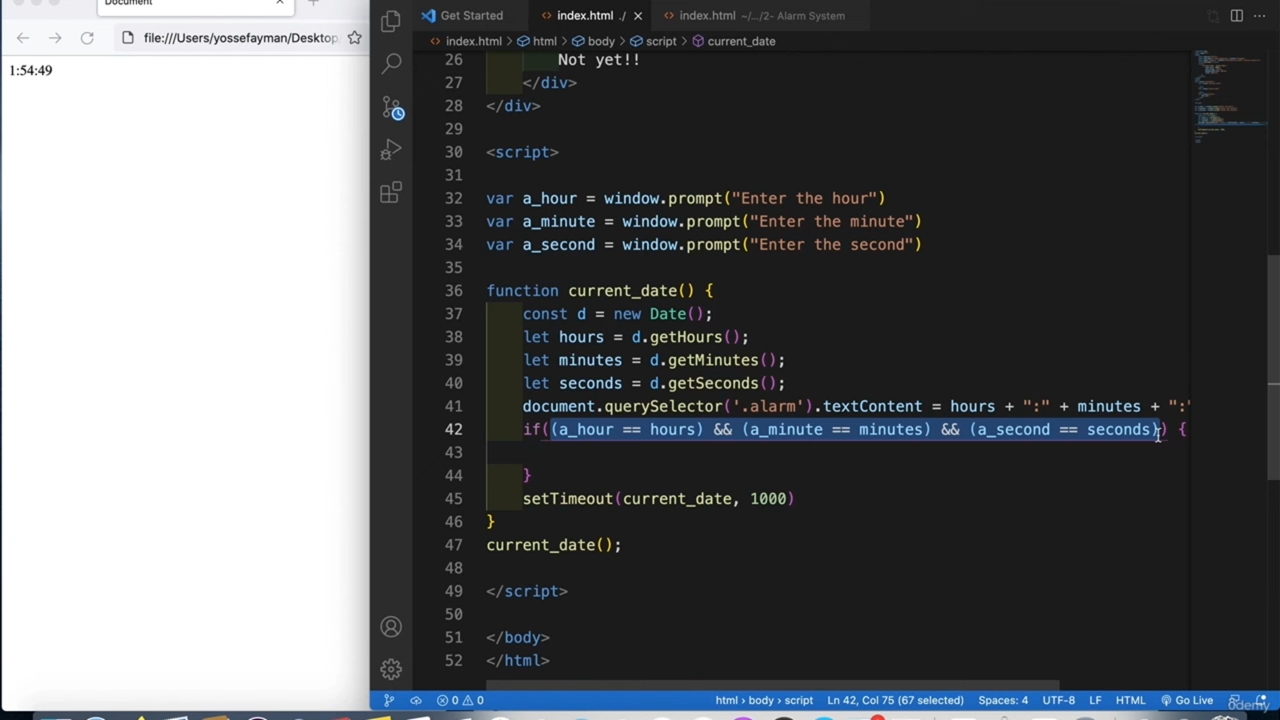 Document
file:///Users/yossefayman/Desktop
1:54:49
Get Started
index.html ./
index.html ~/.../2- Alarm System
index.html > html > body > script > current_date
26 Not yet!!
27 </div>
28 </div>
29
30 <script>
31
32 var a_hour = window.prompt("Enter the hour")
33 var a_minute = window.prompt("Enter the minute")
34 var a_second = window.prompt("Enter the second")
35
36 function current_date() {
37 const d = new Date();
38 let hours = d.getHours();
39 let minutes = d.getMinutes();
40 let seconds = d.getSeconds();
41 document.querySelector('.alarm').textContent = hours + ":" + minutes + ":"
42 if((a_hour == hours) && (a_minute == minutes) && (a_second == seconds)) {
43
44 }
45 setTimeout(current_date, 1000)
46 }
47 current_date();
48
49 </script>
50
51 </body>
52 </html>
0 0 html > body > script Ln 42, Col 75 (67 selected) Spaces: 4 UTF-8 LF HTML Go Live
udemy